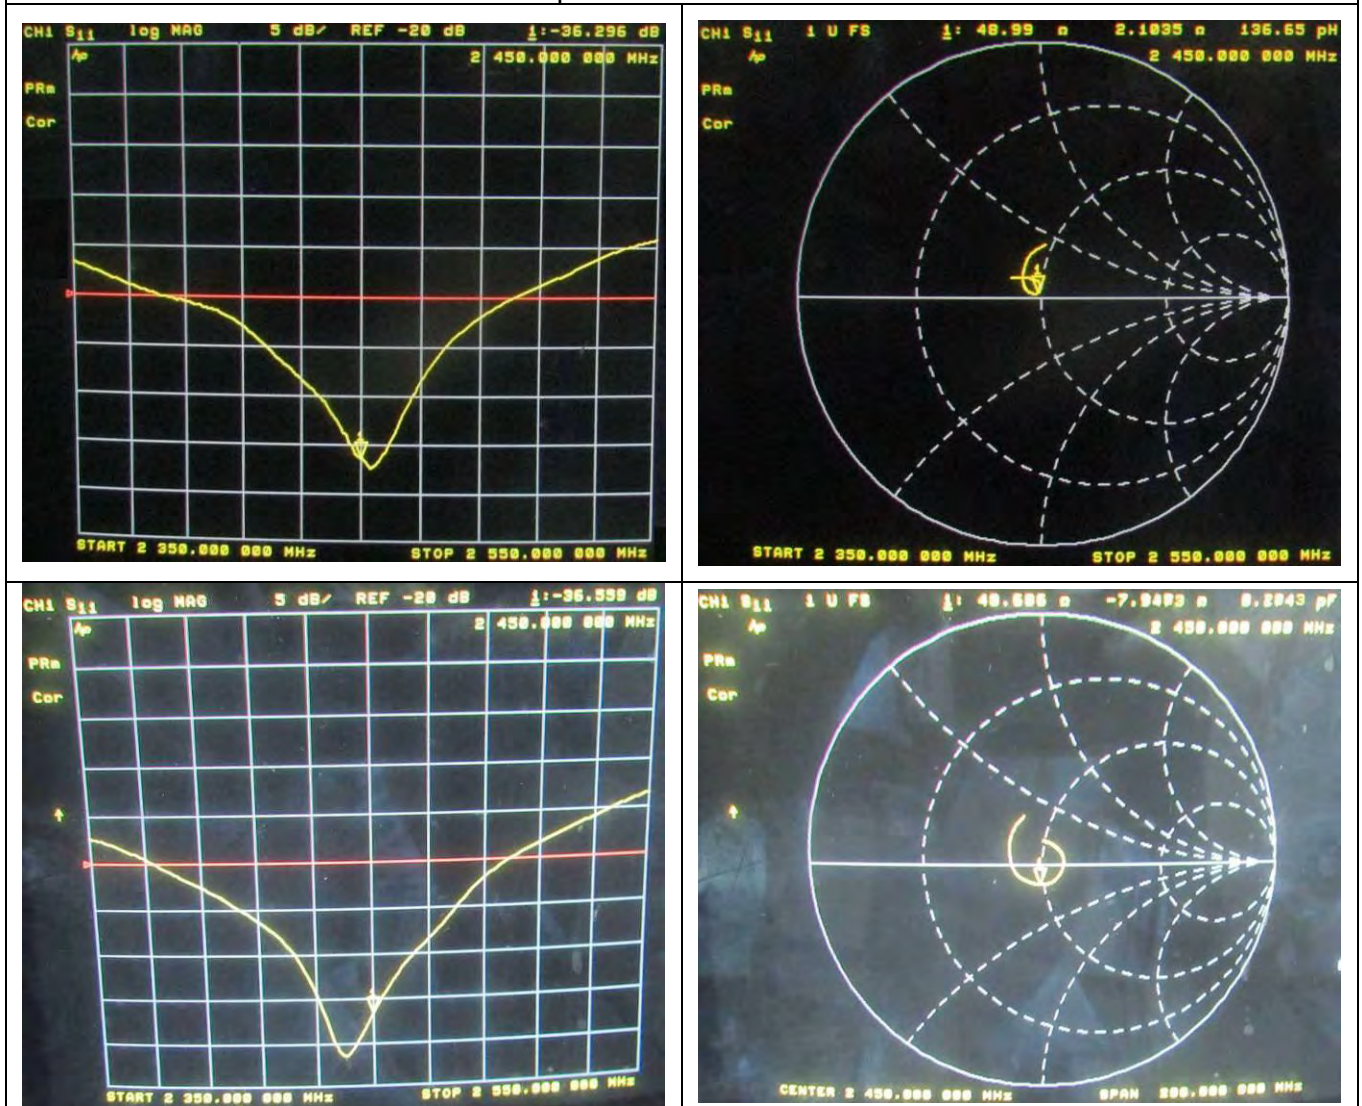 CH1 S11 log MAG 5 dB/ REF -20 dB 1:-36.296 dB
2 450.000 000 MHz
PRm
Cor
START 2 350.000 000 MHz STOP 2 550.000 000 MHz
CH1 S11 1 U FS 1: 48.99 Ω 2.1035 Ω 136.65 pH
2 450.000 000 MHz
PRm
Cor
START 2 350.000 000 MHz STOP 2 550.000 000 MHz
CH1 S11 log MAG 5 dB/ REF -20 dB 1:-36.559 dB
2 450.000 000 MHz
PRm
Cor
START 2 350.000 000 MHz STOP 2 550.000 000 MHz
CH1 S11 1 U FS 1: Ω Ω pF
2 450.000 000 MHz
PRm
Cor
CENTER 2 450.000 000 MHz SPAN 200.000 000 MHz